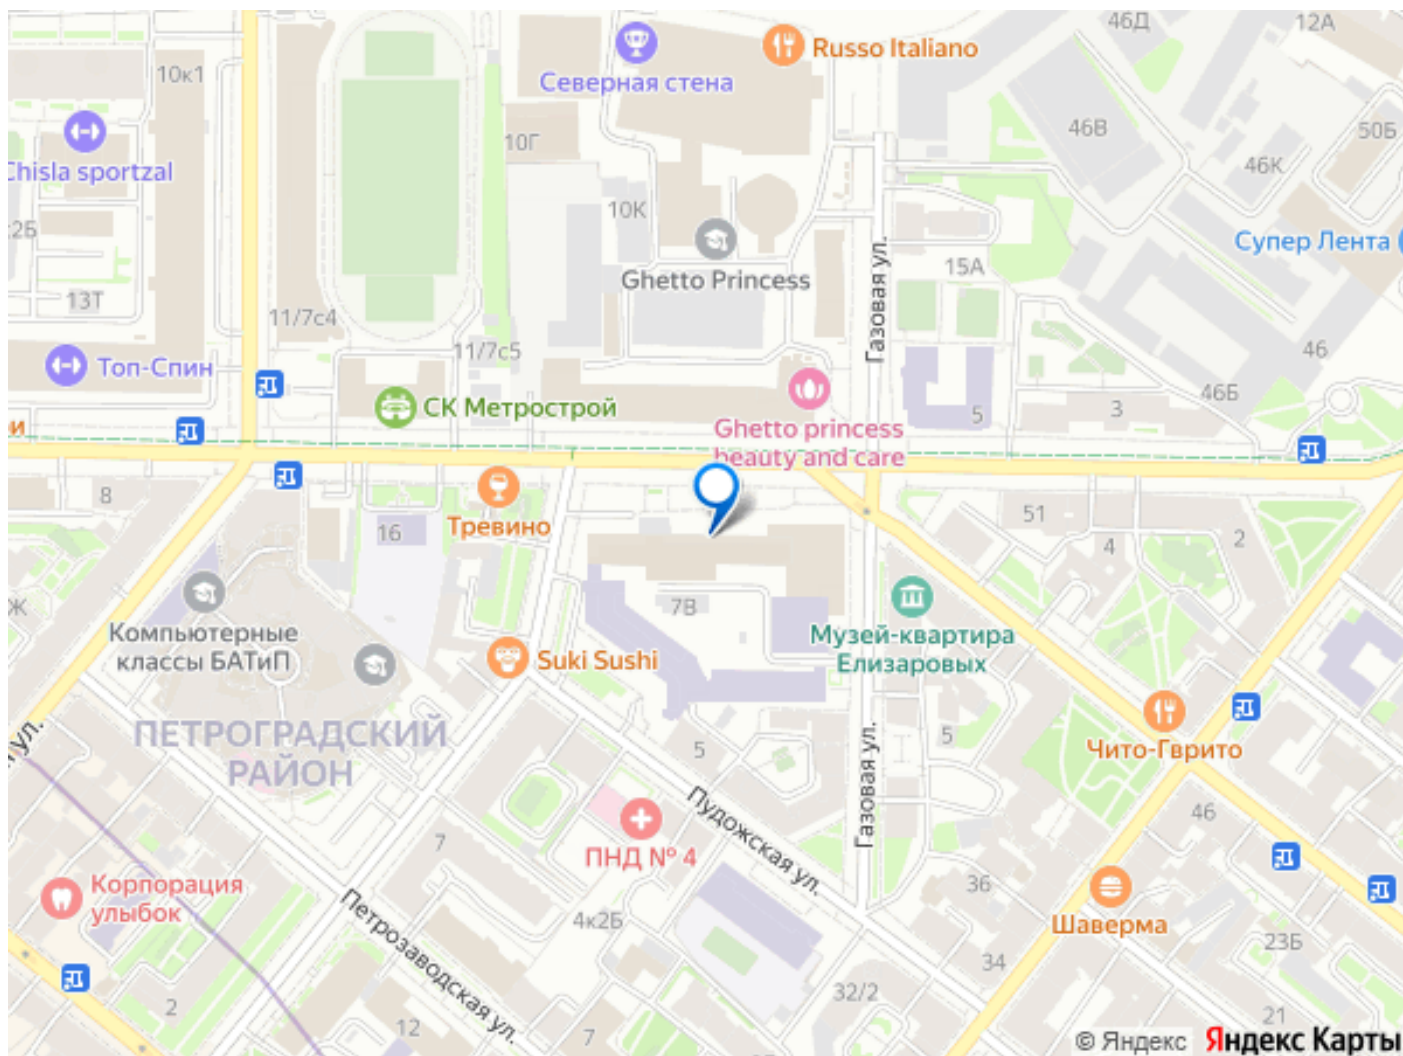 46Д
12А
Russo Italiano
Северная стена
10к1
46В
50Б
10Г
46К
Chisla sportzal
10К
к2Б
Супер Лента
Газовая ул.
15А
Ghetto Princess
13Т
11/7с4
11/7с5
46
Топ-Спин
46Б
СК Метрострой
5
3
Ghetto princess
beauty and care
8
51
Тревино
16
4
2
7В
Компьютерные
классы БАТиП
Музей-квартира
Елизаровых
Suki Sushi
ПЕТРОГРАДСКИЙ
РАЙОН
5
5
Чито-Гврито
Газовая ул.
Пудожская ул.
46
7
ПНД № 4
Корпорация
улыбок
36
Шаверма
4к2Б
Петрозаводская ул.
23Б
34
32/2
2
12
7
21
© Яндекс Яндекс Карты